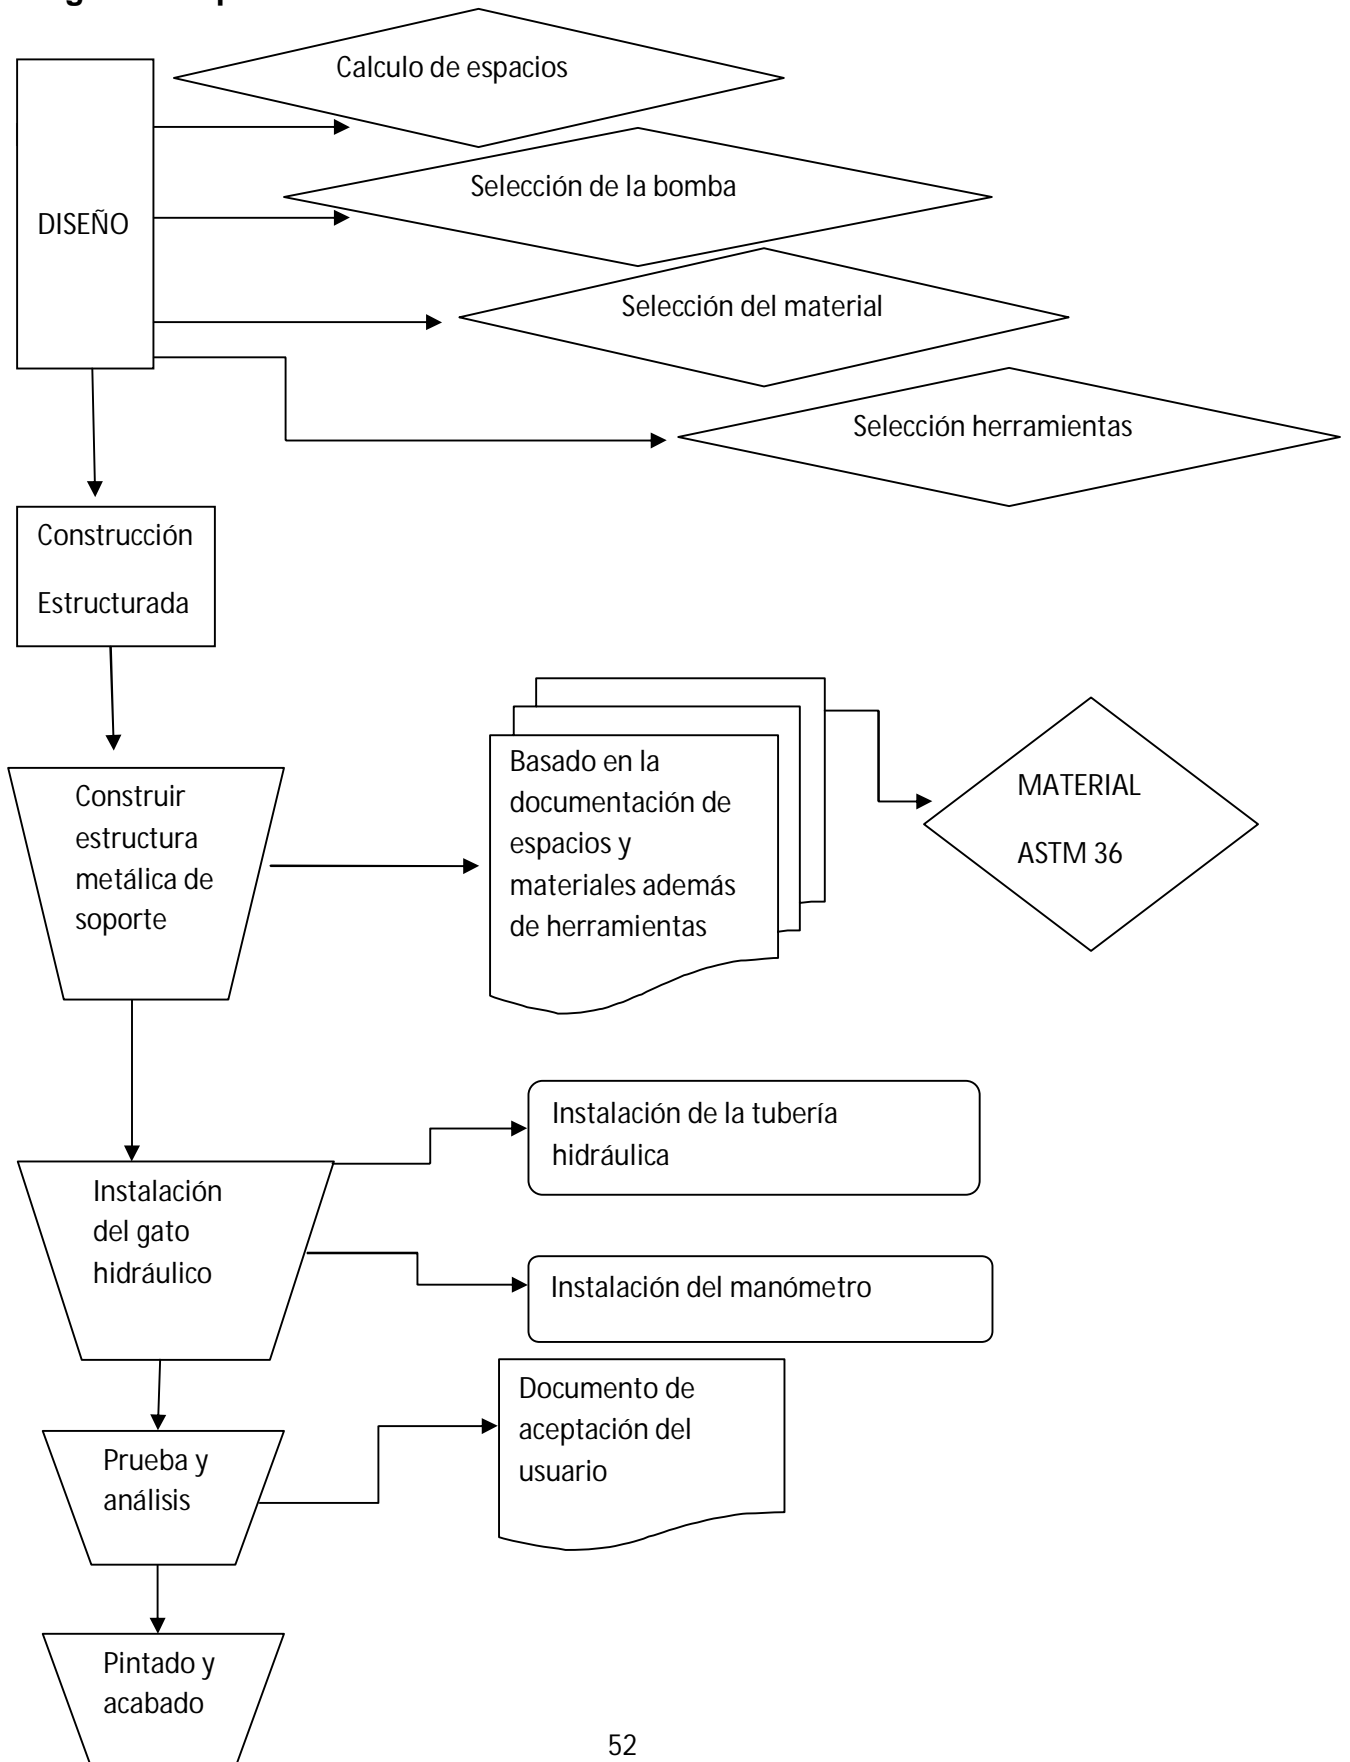 Calculo de espacios
Selección de la bomba
DISEÑO
Selección del material
Selección herramientas
Construcción
Estructurada
Construir
estructura
metálica de
soporte
Basado en la
documentación de
espacios y
materiales además
de herramientas
MATERIAL
ASTM 36
Instalación de la tubería
hidráulica
Instalación
del gato
hidráulico
Instalación del manómetro
Documento de
aceptación del
usuario
Prueba y
análisis
Pintado y
acabado
52